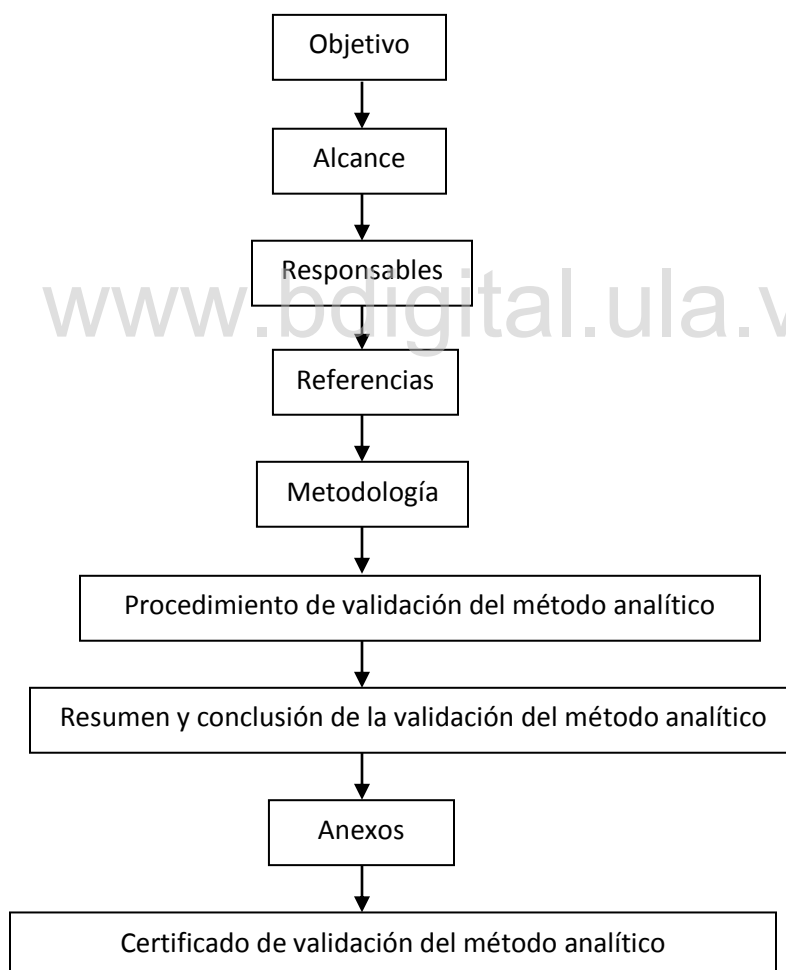 Objetivo
Alcance
Responsables
www.bdigital.ula.v
Referencias
Metodología
Procedimiento de validación del método analítico
Resumen y conclusión de la validación del método analítico
Anexos
Certificado de validación del método analítico